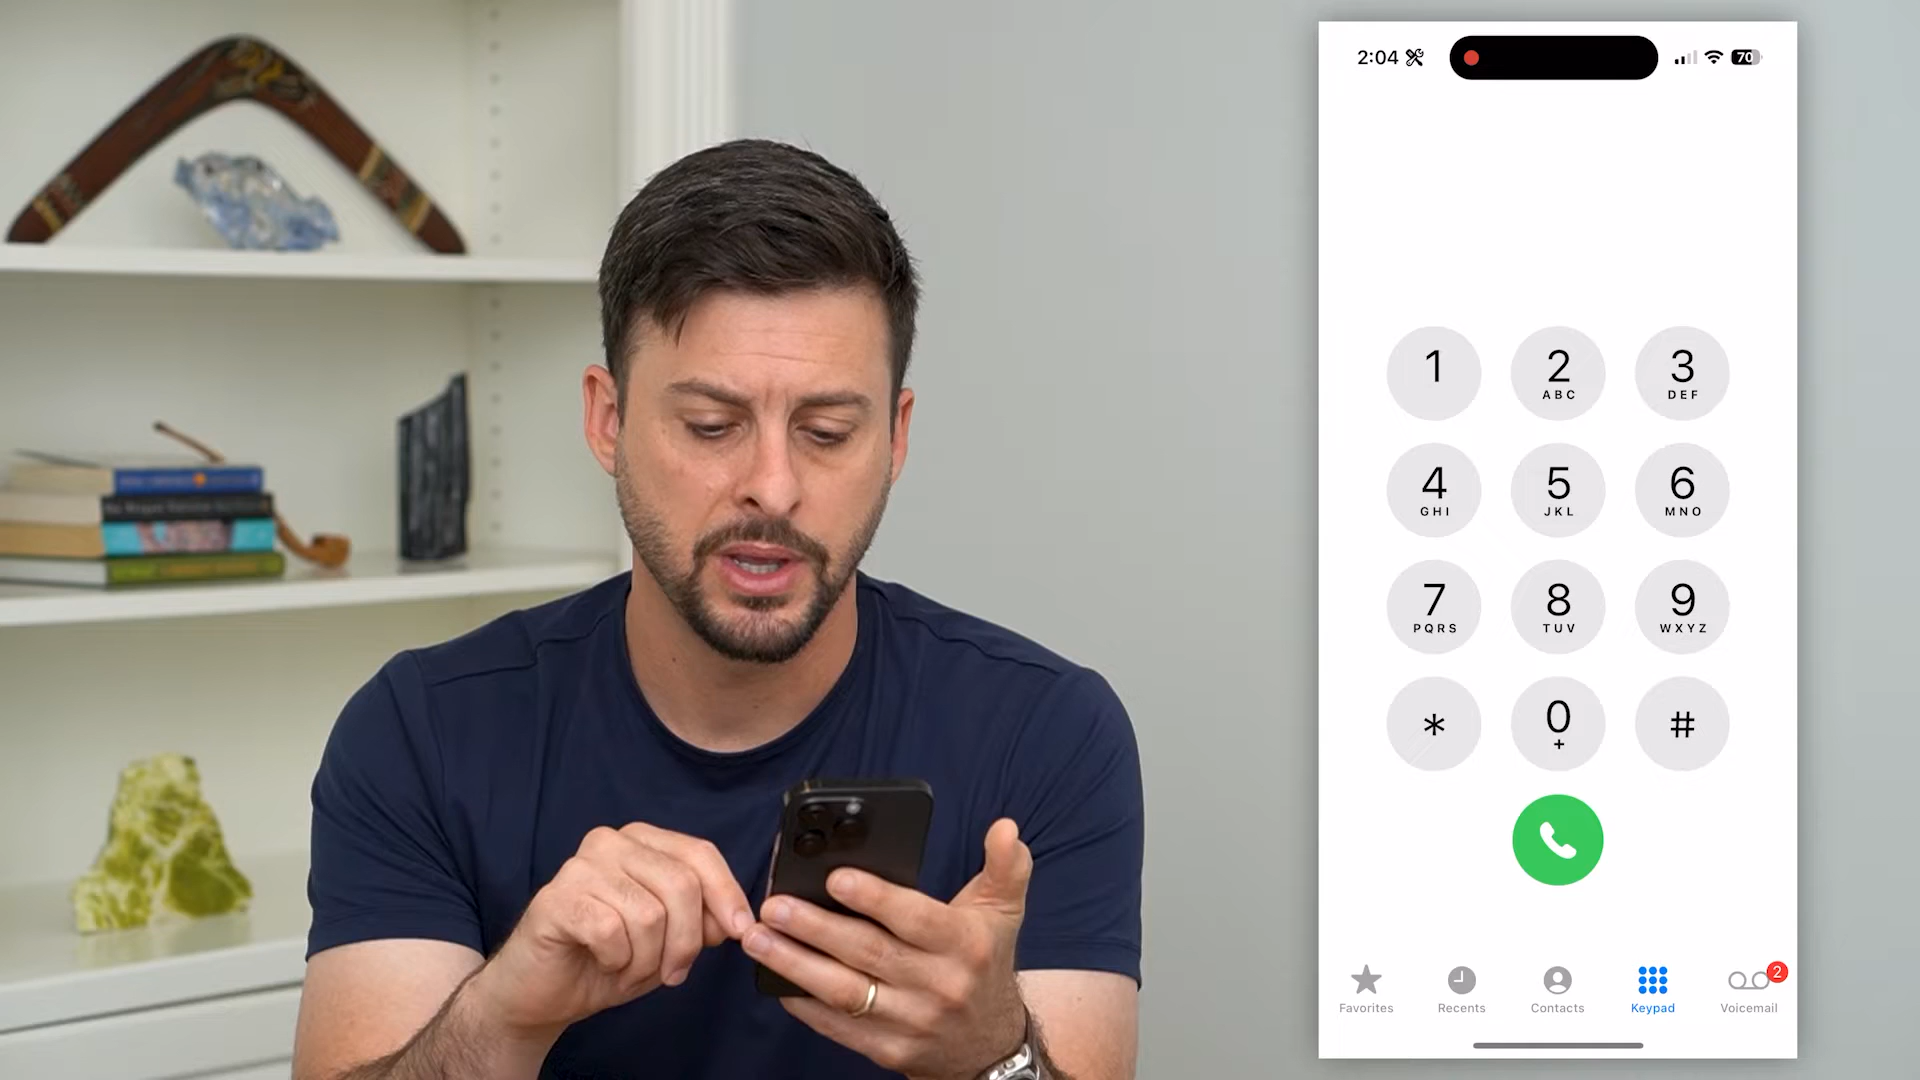 2:04
70
1
2
ABC
3
DEF
4
GHI
5
JKL
6
MNO
7
PQRS
8
TUV
9
WXYZ
*
0
+
#
2
Favorites
Recents
Contacts
Keypad
Voicemail